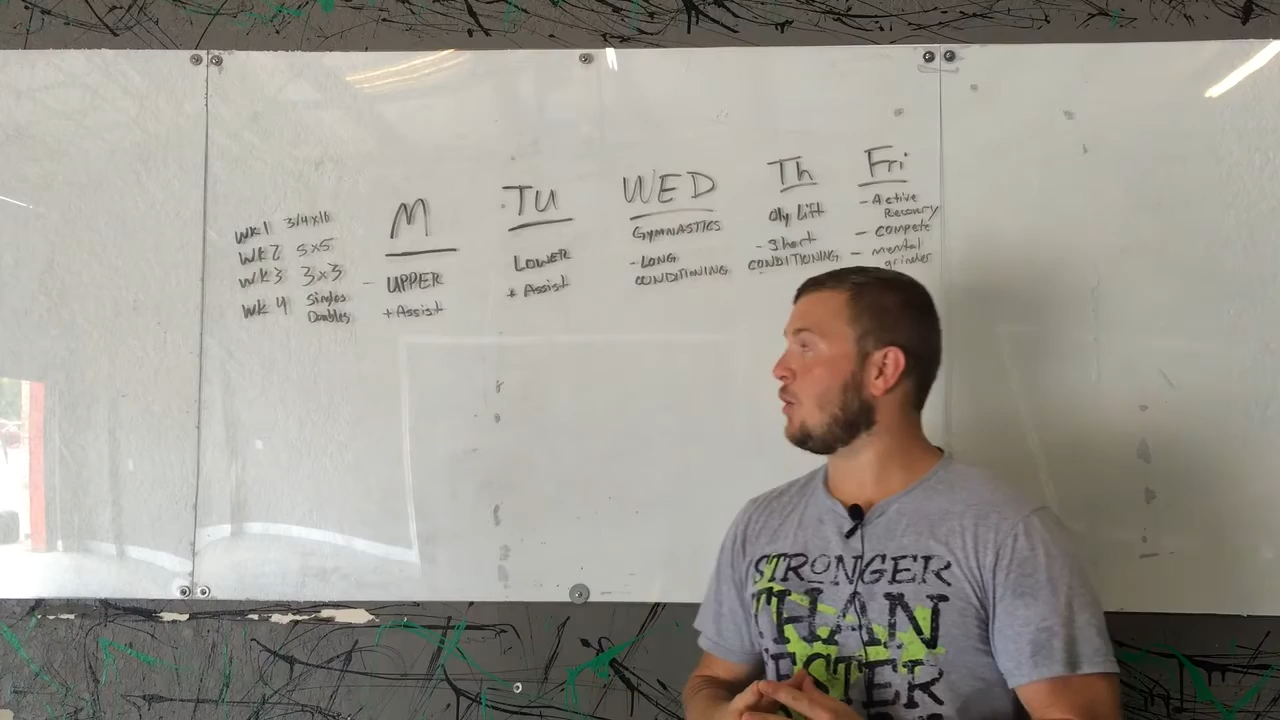 WK1 3/4x10
WK2 5x5
WK3 3x3
WK4 Singles
Doubles
M
- UPPER
+ Assist
TU
LOWER
+ Assist
WED
GYMNASTICS
- LONG
CONDITIONING
Th
Oly Lift
- Short
CONDITIONING
Fri
- Active
Recovery
- compete
- mental
grinder
STRONGER
THAN
YESTER